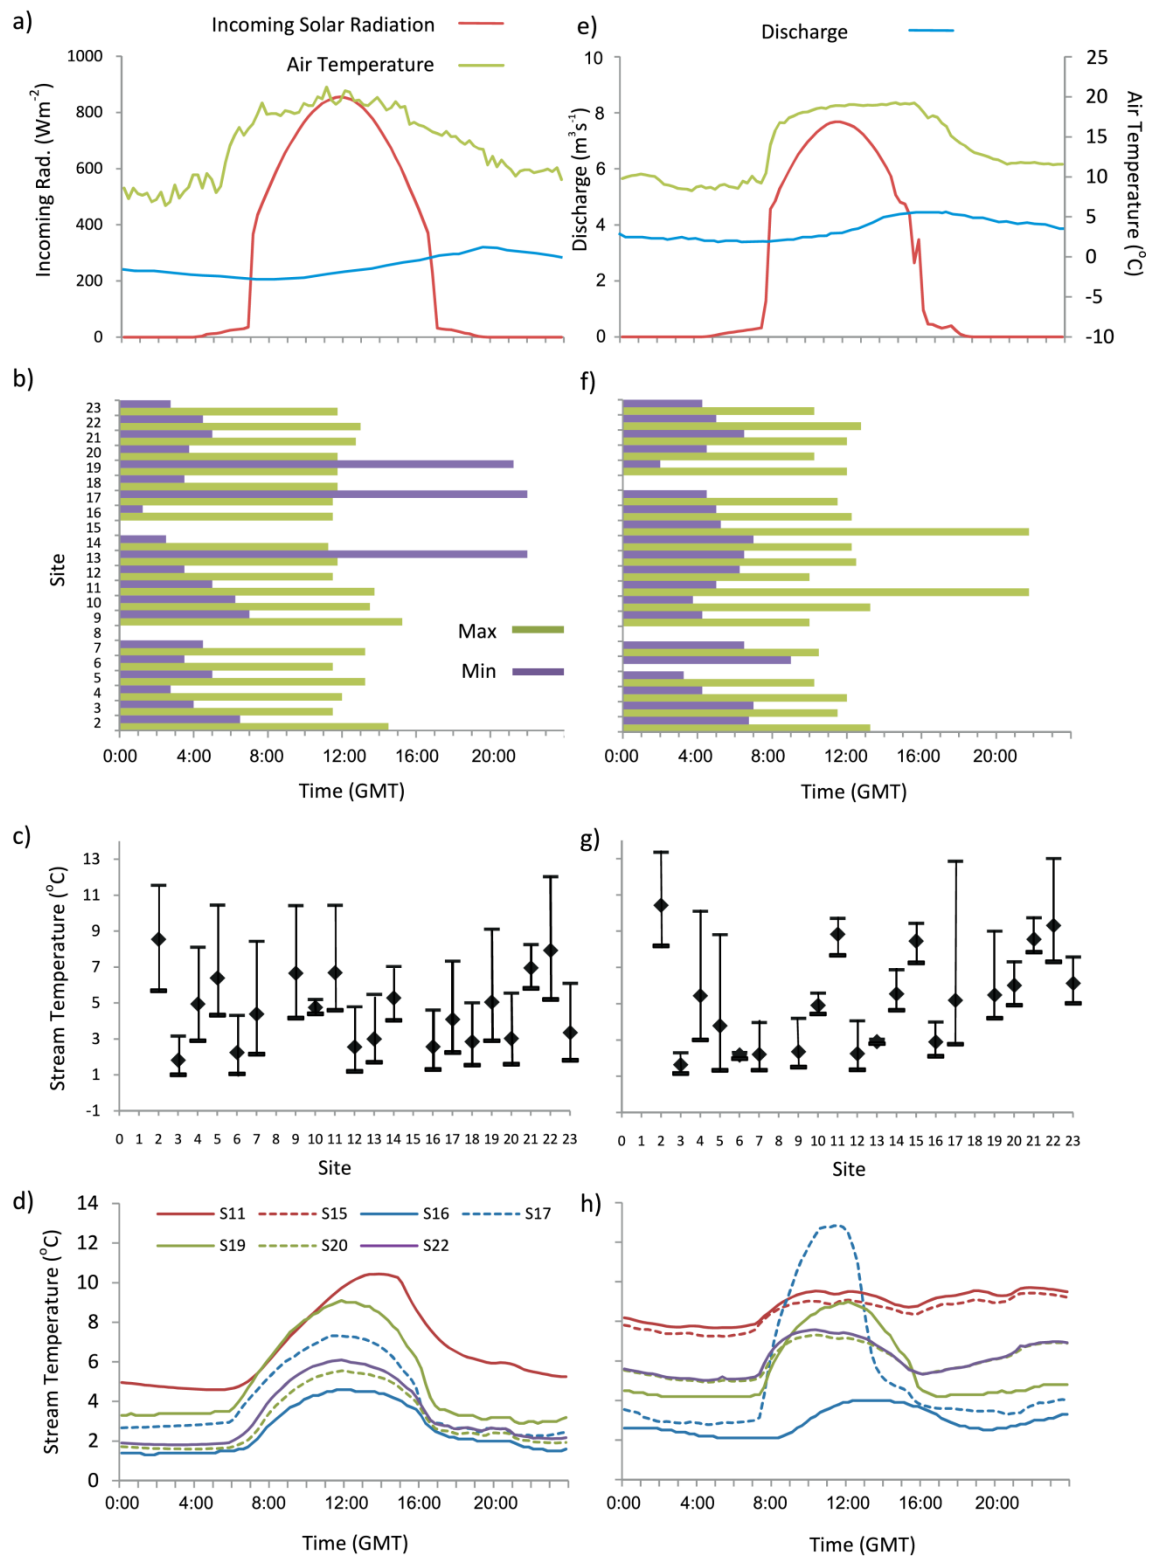 a)
Incoming Solar Radiation
Air Temperature
e)
Discharge
Incoming Rad. (Wm-2)
1000
800
600
400
200
0
Discharge (m3s-1)
10
8
6
4
2
0
Air Temperature (oC)
25
20
15
10
5
0
-5
-10
b)
Site
23
22
21
20
19
18
17
16
15
14
13
12
11
10
9
8
7
6
5
4
3
2
Max
Min
0:00 4:00 8:00 12:00 16:00 20:00
Time (GMT)
f)
0:00 4:00 8:00 12:00 16:00 20:00
Time (GMT)
c)
Stream Temperature (oC)
13
11
9
7
5
3
1
-1
0 1 2 3 4 5 6 7 8 9 10 11 12 13 14 15 16 17 18 19 20 21 22 23
Site
g)
0 1 2 3 4 5 6 7 8 9 10 11 12 13 14 15 16 17 18 19 20 21 22 23
Site
d)
Stream Temperature (oC)
14
12
10
8
6
4
2
0
S11 S15 S16 S17
S19 S20 S22
0:00 4:00 8:00 12:00 16:00 20:00
Time (GMT)
h)
0:00 4:00 8:00 12:00 16:00 20:00
Time (GMT)